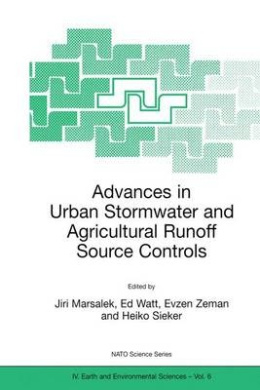 Advances in
Urban Stormwater and
Agricultural Runoff
Source Controls
Edited by
Jiri Marsalek, Ed Watt, Evzen Zeman
and Heiko Sieker
NATO Science Series
IV. Earth and Environmental Sciences – Vol. 6